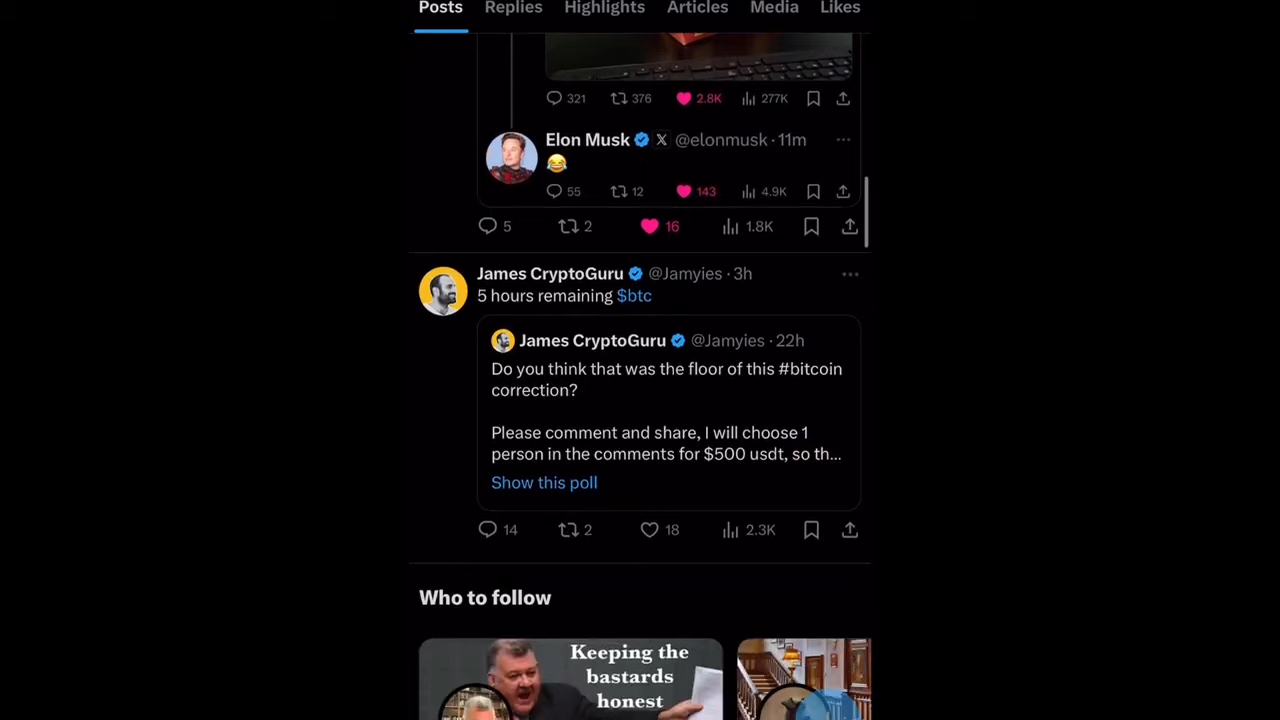 Posts Replies Highlights Articles Media Likes
321 376 2.8K 277K
Elon Musk @elonmusk · 11m
55 12 143 4.9K
5 2 16 1.8K
James CryptoGuru @Jamyies · 3h
5 hours remaining $btc
James CryptoGuru @Jamyies · 22h
Do you think that was the floor of this #bitcoin
correction?
Please comment and share, I will choose 1
person in the comments for $500 usdt, so th...
Show this poll
14 2 18 2.3K
Who to follow
Keeping the
bastards
honest